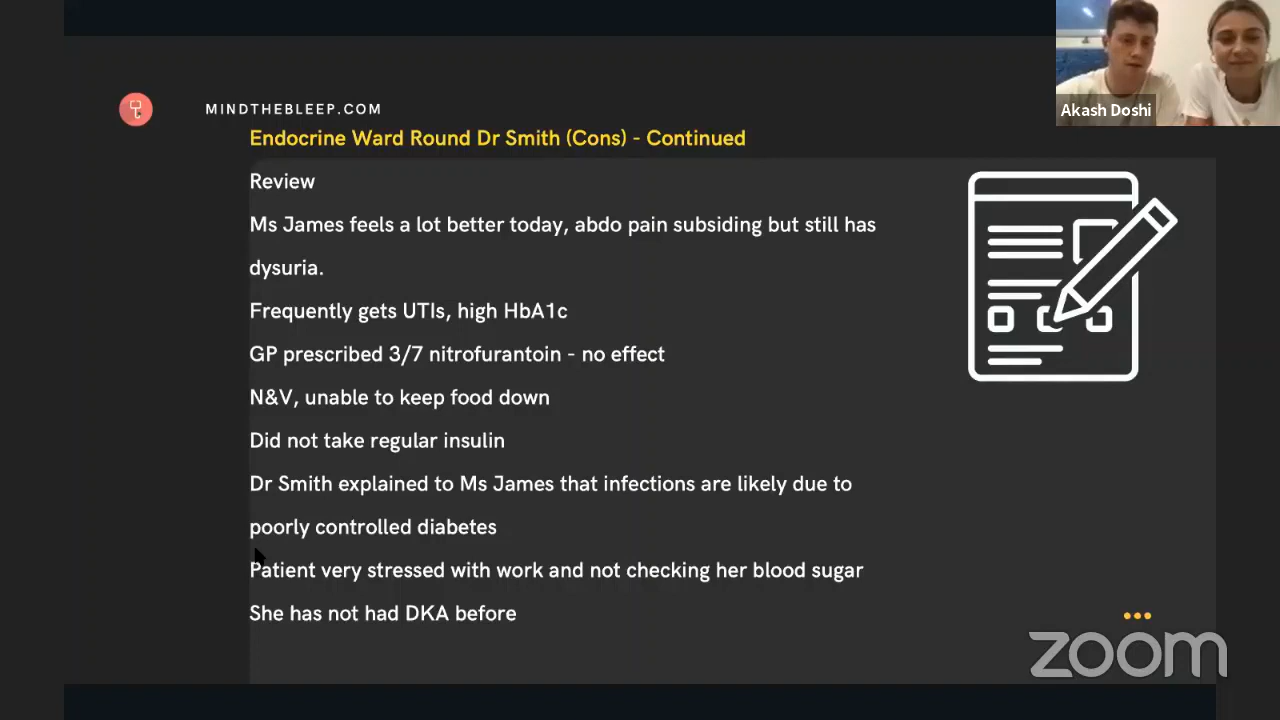 MINDTHEBLEEP.COM
Akash Doshi
Endocrine Ward Round Dr Smith (Cons) - Continued
Review
Ms James feels a lot better today, abdo pain subsiding but still has
dysuria.
Frequently gets UTIs, high HbA1c
GP prescribed 3/7 nitrofurantoin - no effect
N&V, unable to keep food down
Did not take regular insulin
Dr Smith explained to Ms James that infections are likely due to
poorly controlled diabetes
Patient very stressed with work and not checking her blood sugar
She has not had DKA before
zoom